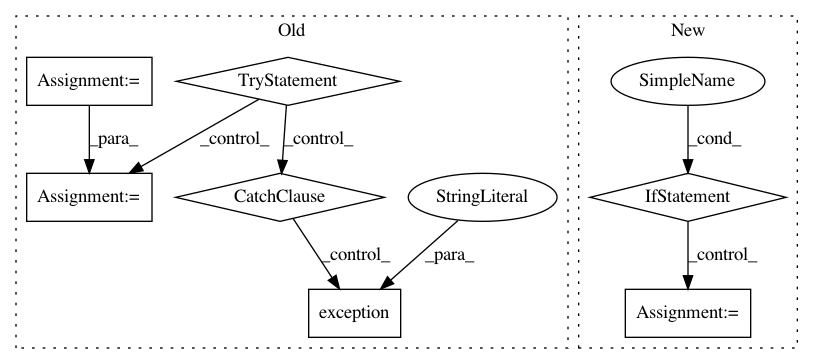 Old
New
Assignment:=
TryStatement
SimpleName
_para_
_control_
_control_
_cond_
Assignment:=
CatchClause
StringLiteral
IfStatement
_control_
_para_
_control_
exception
Assignment:=